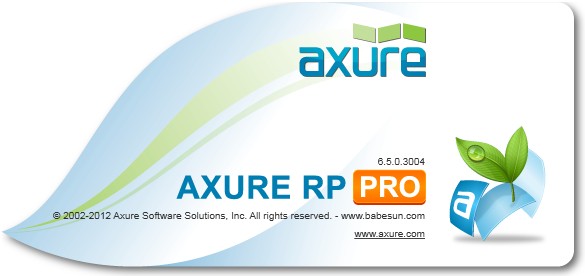 axure
6.5.0.3004
AXURE RP PRO
a
© 2002-2012 Axure Software Solutions, Inc. All rights reserved. - www.babesun.com
www.axure.com